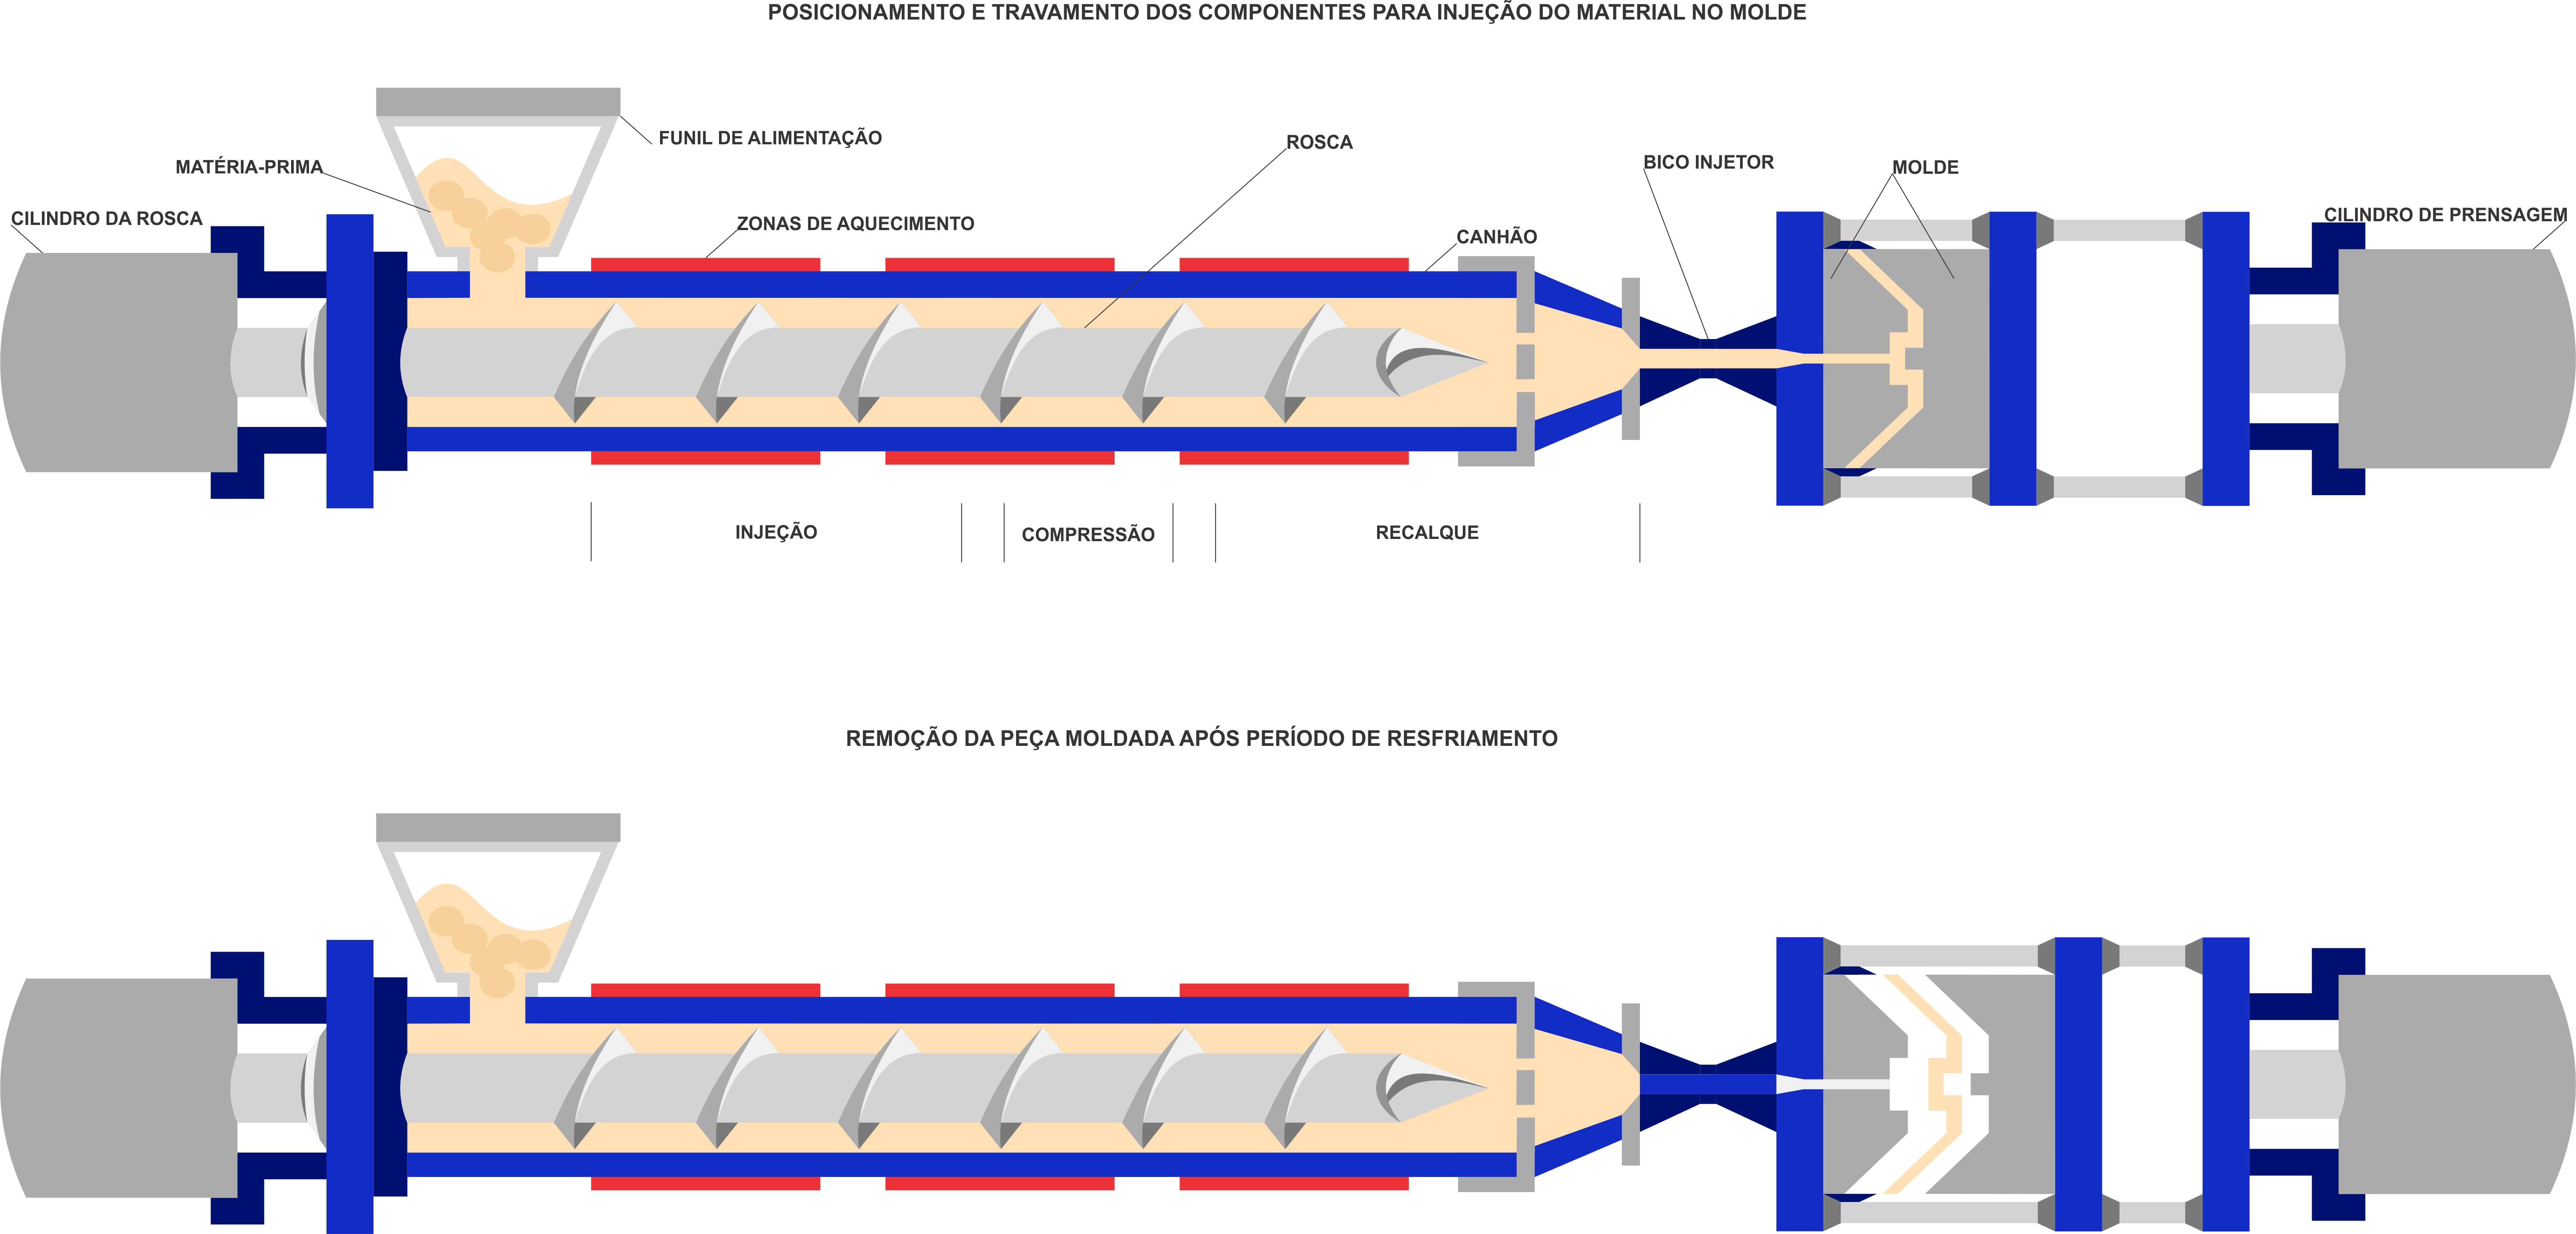 POSICIONAMENTO E TRAVAMENTO DOS COMPONENTES PARA INJEÇÃO DO MATERIAL NO MOLDE
FUNIL DE ALIMENTAÇÃO
ROSCA
MATÉRIA-PRIMA
BICO INJETOR
MOLDE
CILINDRO DA ROSCA
ZONAS DE AQUECIMENTO
CANHÃO
CILINDRO DE PRENSAGEM
INJEÇÃO
COMPRESSÃO
RECALQUE
REMOÇÃO DA PEÇA MOLDADA APÓS PERÍODO DE RESFRIAMENTO